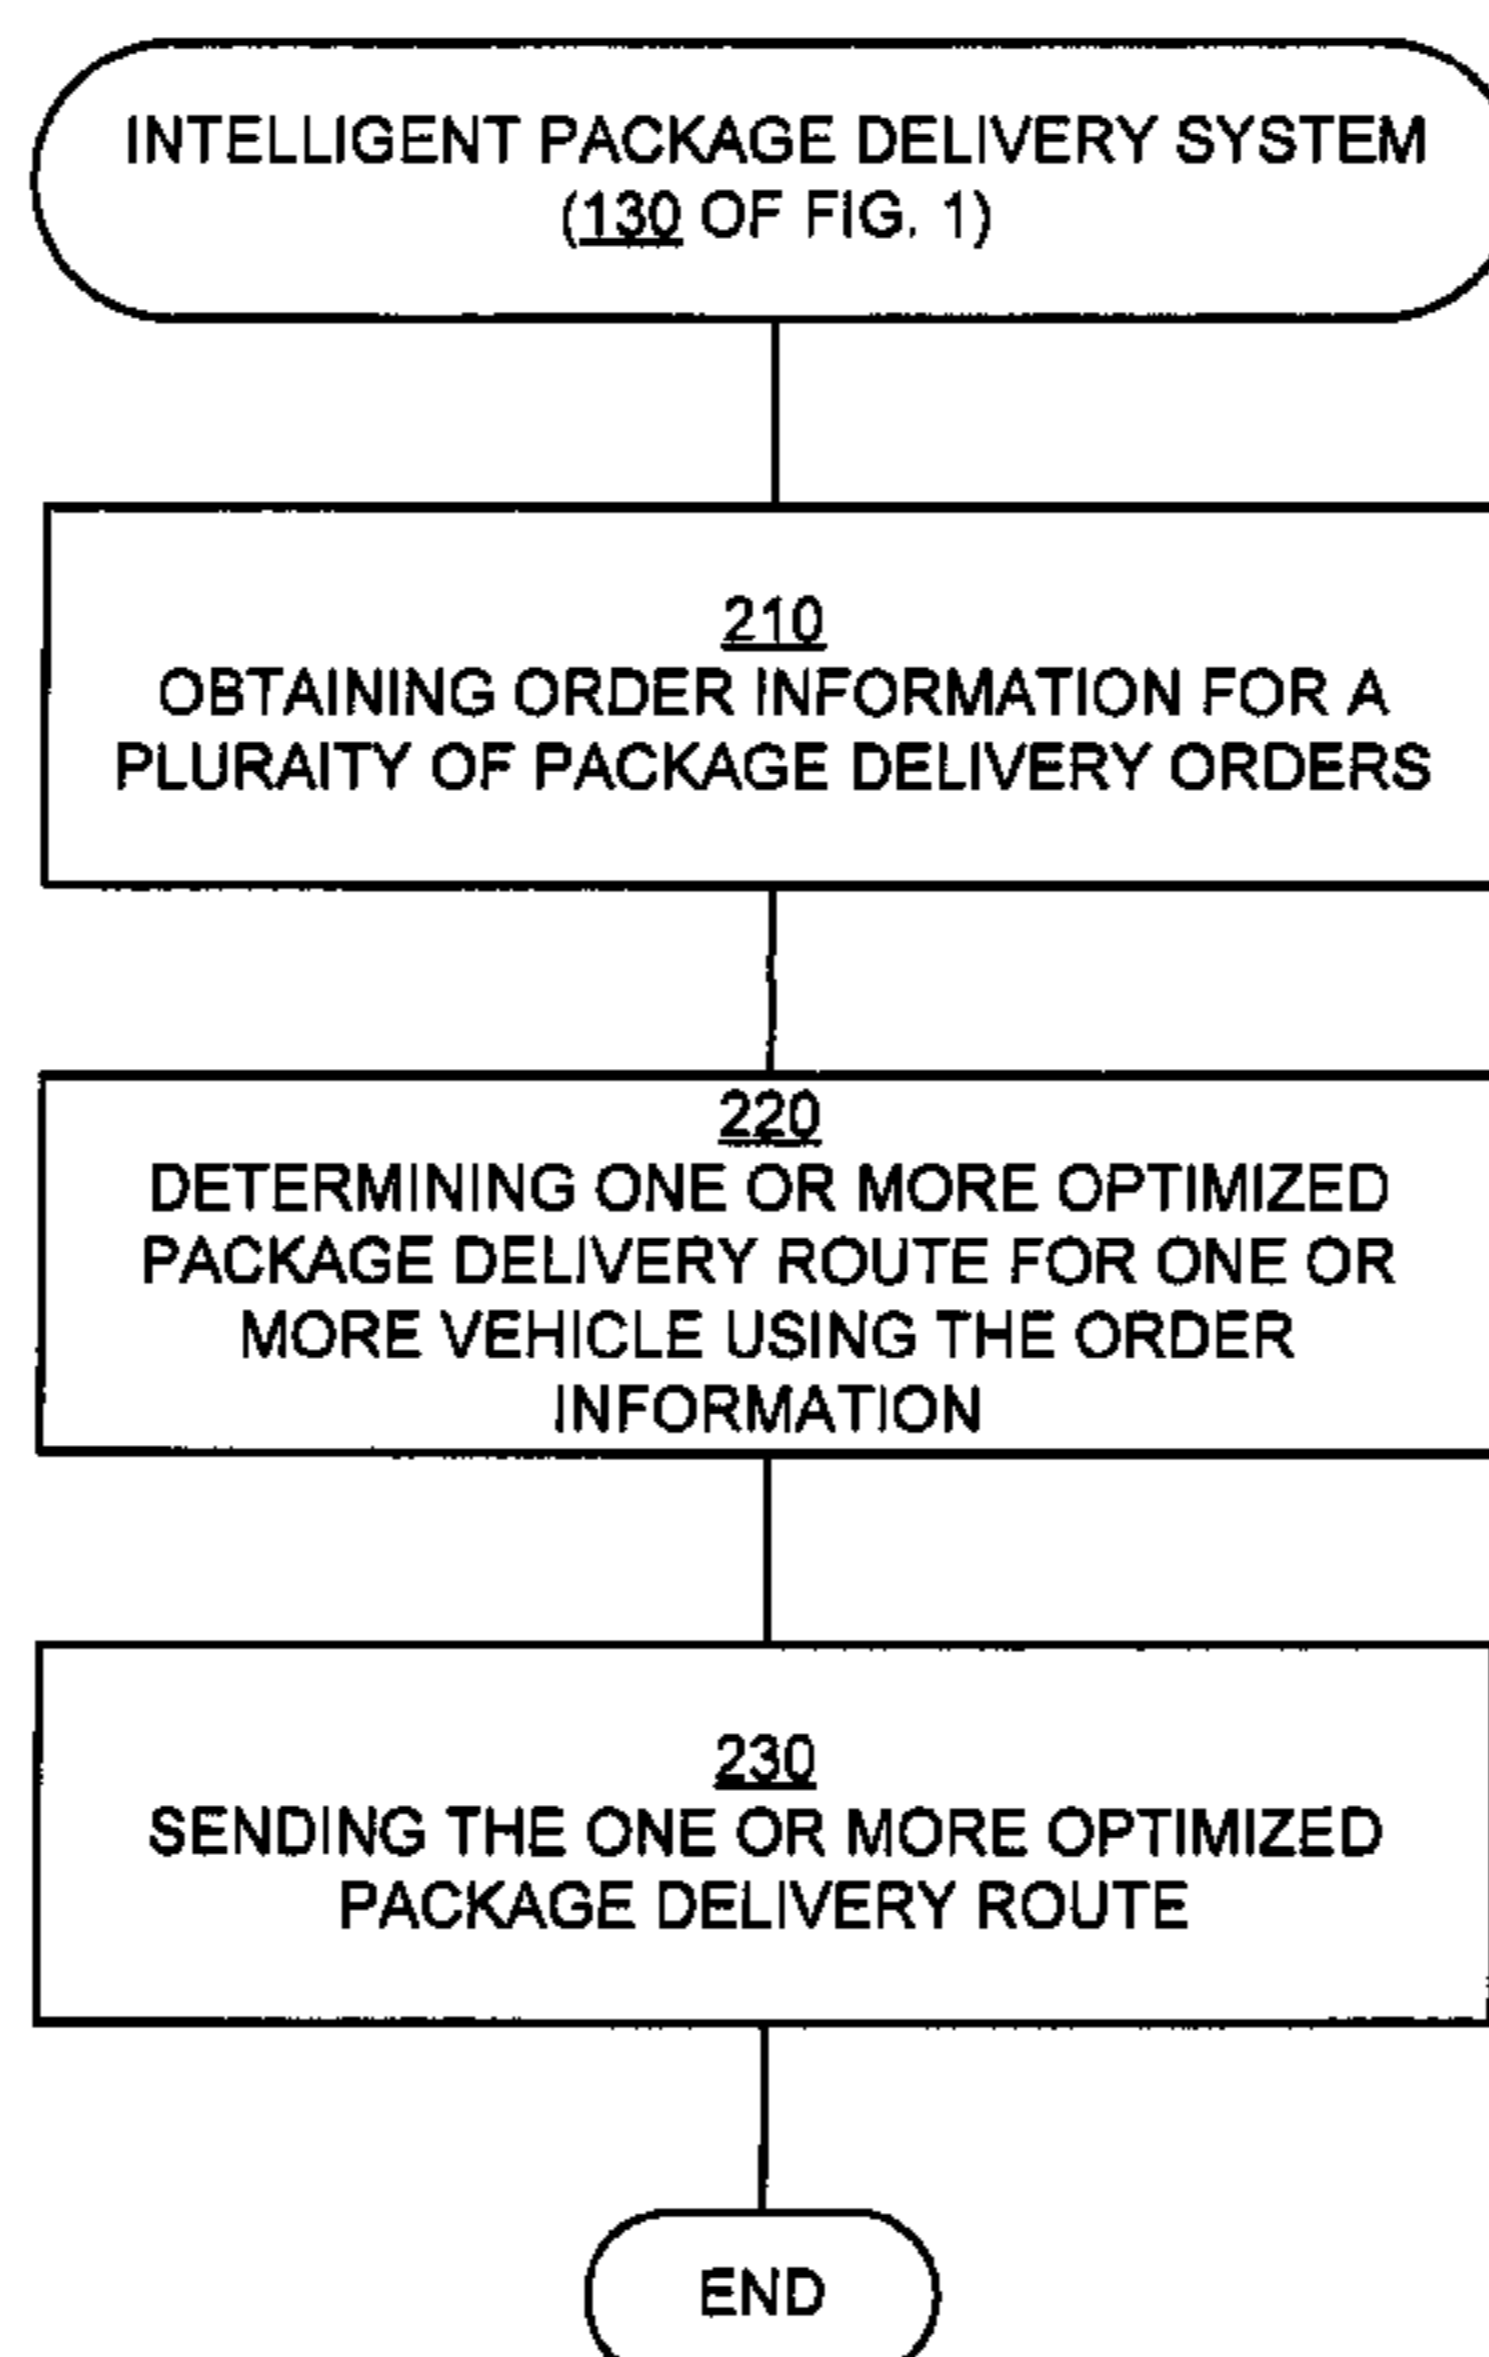 INTELLIGENT PACKAGE DELIVERY SYSTEM
(130 OF FIG. 1)
210
OBTAINING ORDER INFORMATION FOR A
PLURAITY OF PACKAGE DELIVERY ORDERS
220
DETERMINING ONE OR MORE OPTIMIZED
PACKAGE DELIVERY ROUTE FOR ONE OR
MORE VEHICLE USING THE ORDER
INFORMATION
230
SENDING THE ONE OR MORE OPTIMIZED
PACKAGE DELIVERY ROUTE
END